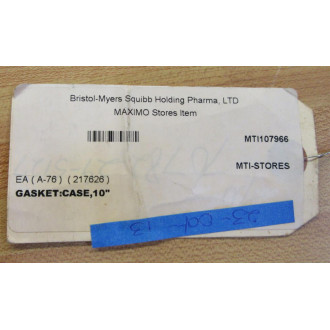 Bristol-Myers Squibb Holding Pharma, LTD
MAXIMO Stores Item
MTI107966
MTI-STORES
EA ( A-76 ) ( 217626 )
GASKET:CASE,10"